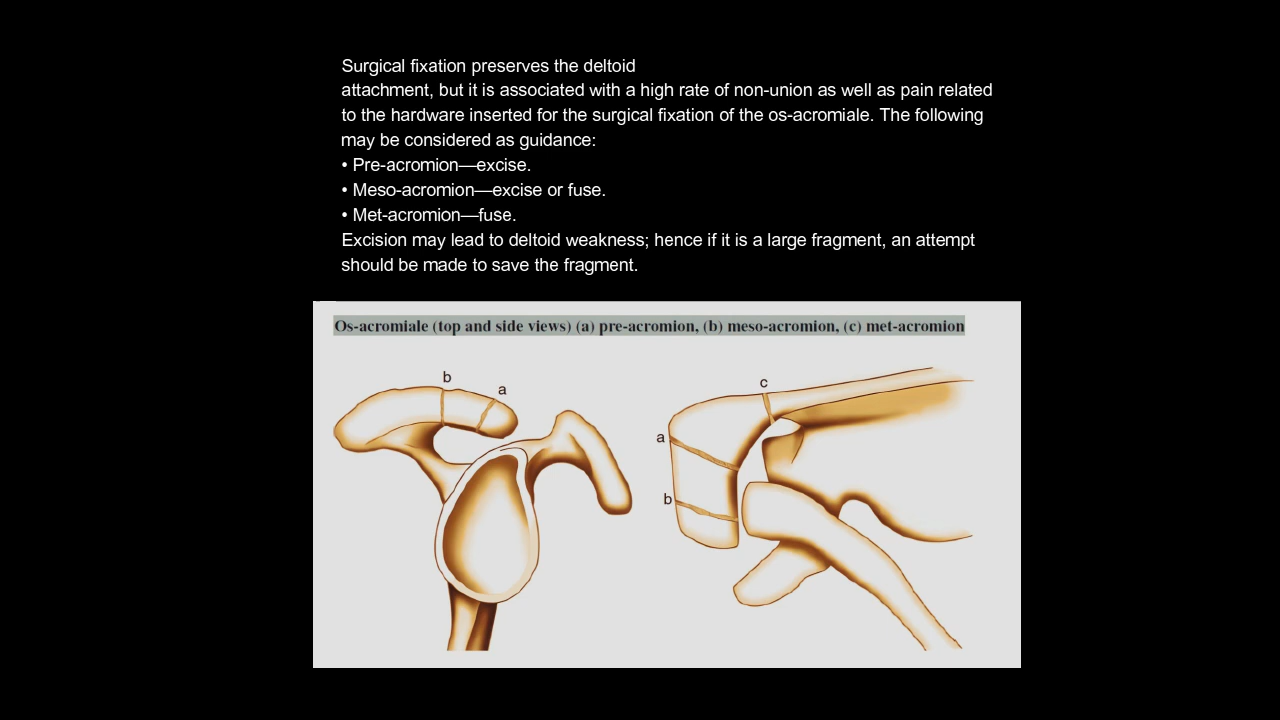 Surgical fixation preserves the deltoid
attachment, but it is associated with a high rate of non-union as well as pain related
to the hardware inserted for the surgical fixation of the os-acromiale. The following
may be considered as guidance:
• Pre-acromion—excise.
• Meso-acromion—excise or fuse.
• Met-acromion—fuse.
Excision may lead to deltoid weakness; hence if it is a large fragment, an attempt
should be made to save the fragment.
Os-acromiale (top and side views) (a) pre-acromion, (b) meso-acromion, (c) met-acromion
b
a
c
a
b